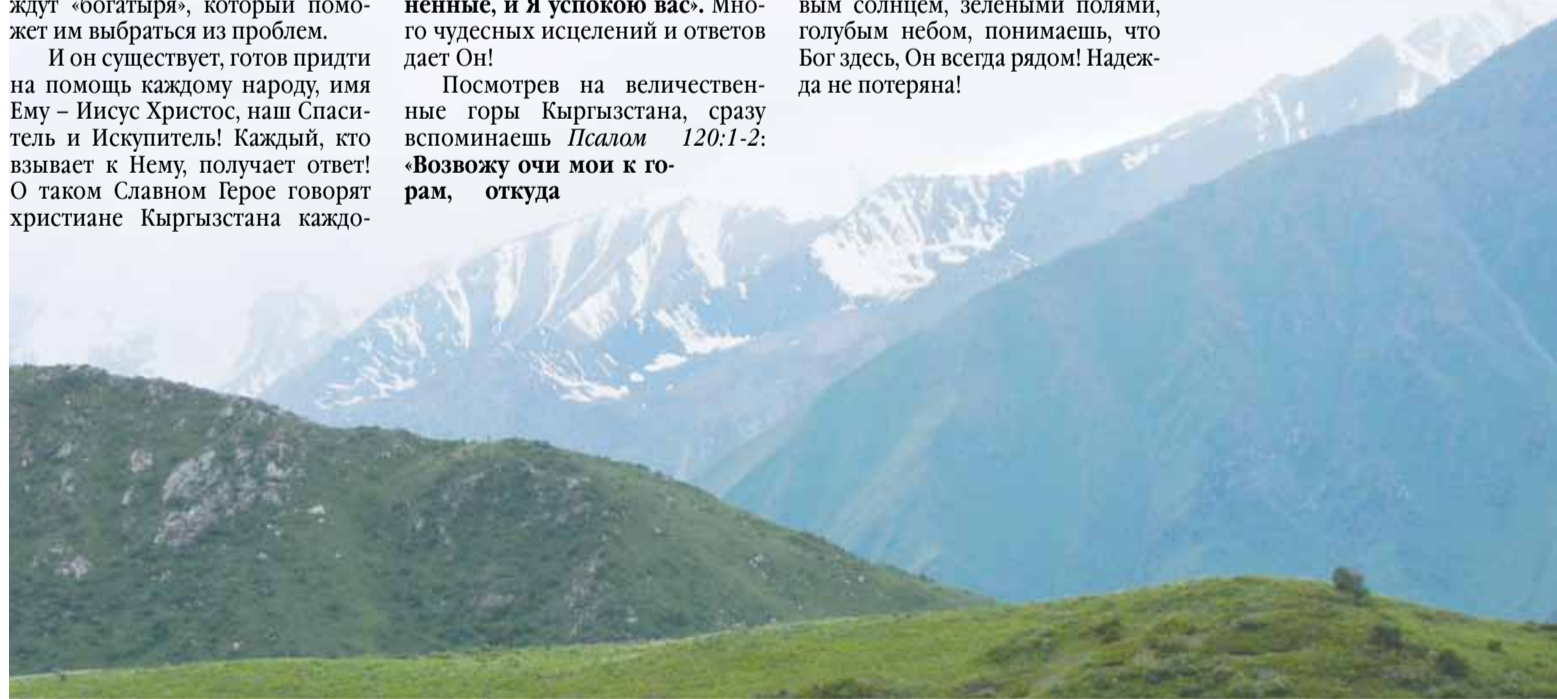 ждут «богатыря», который помо-
жет им выбраться из проблем.
И он существует, готов придти
на помощь каждому народу, имя
Ему – Иисус Христос, наш Спаси-
тель и Искупитель! Каждый, кто
взывает к Нему, получает ответ!
О таком Славном Герое говорят
христиане Кыргызстана каждо-
ненные, и Я успокою вас». Мно-
го чудесных исцелений и ответов
дает Он!
Посмотрев на величествен-
ные горы Кыргызстана, сразу
вспоминаешь Псалом 120:1-2:
«Возвожу очи мои к го-
рам, откуда
вым солнцем, зелеными полями,
голубым небом, понимаешь, что
Бог здесь, Он всегда рядом! Надеж-
да не потеряна!